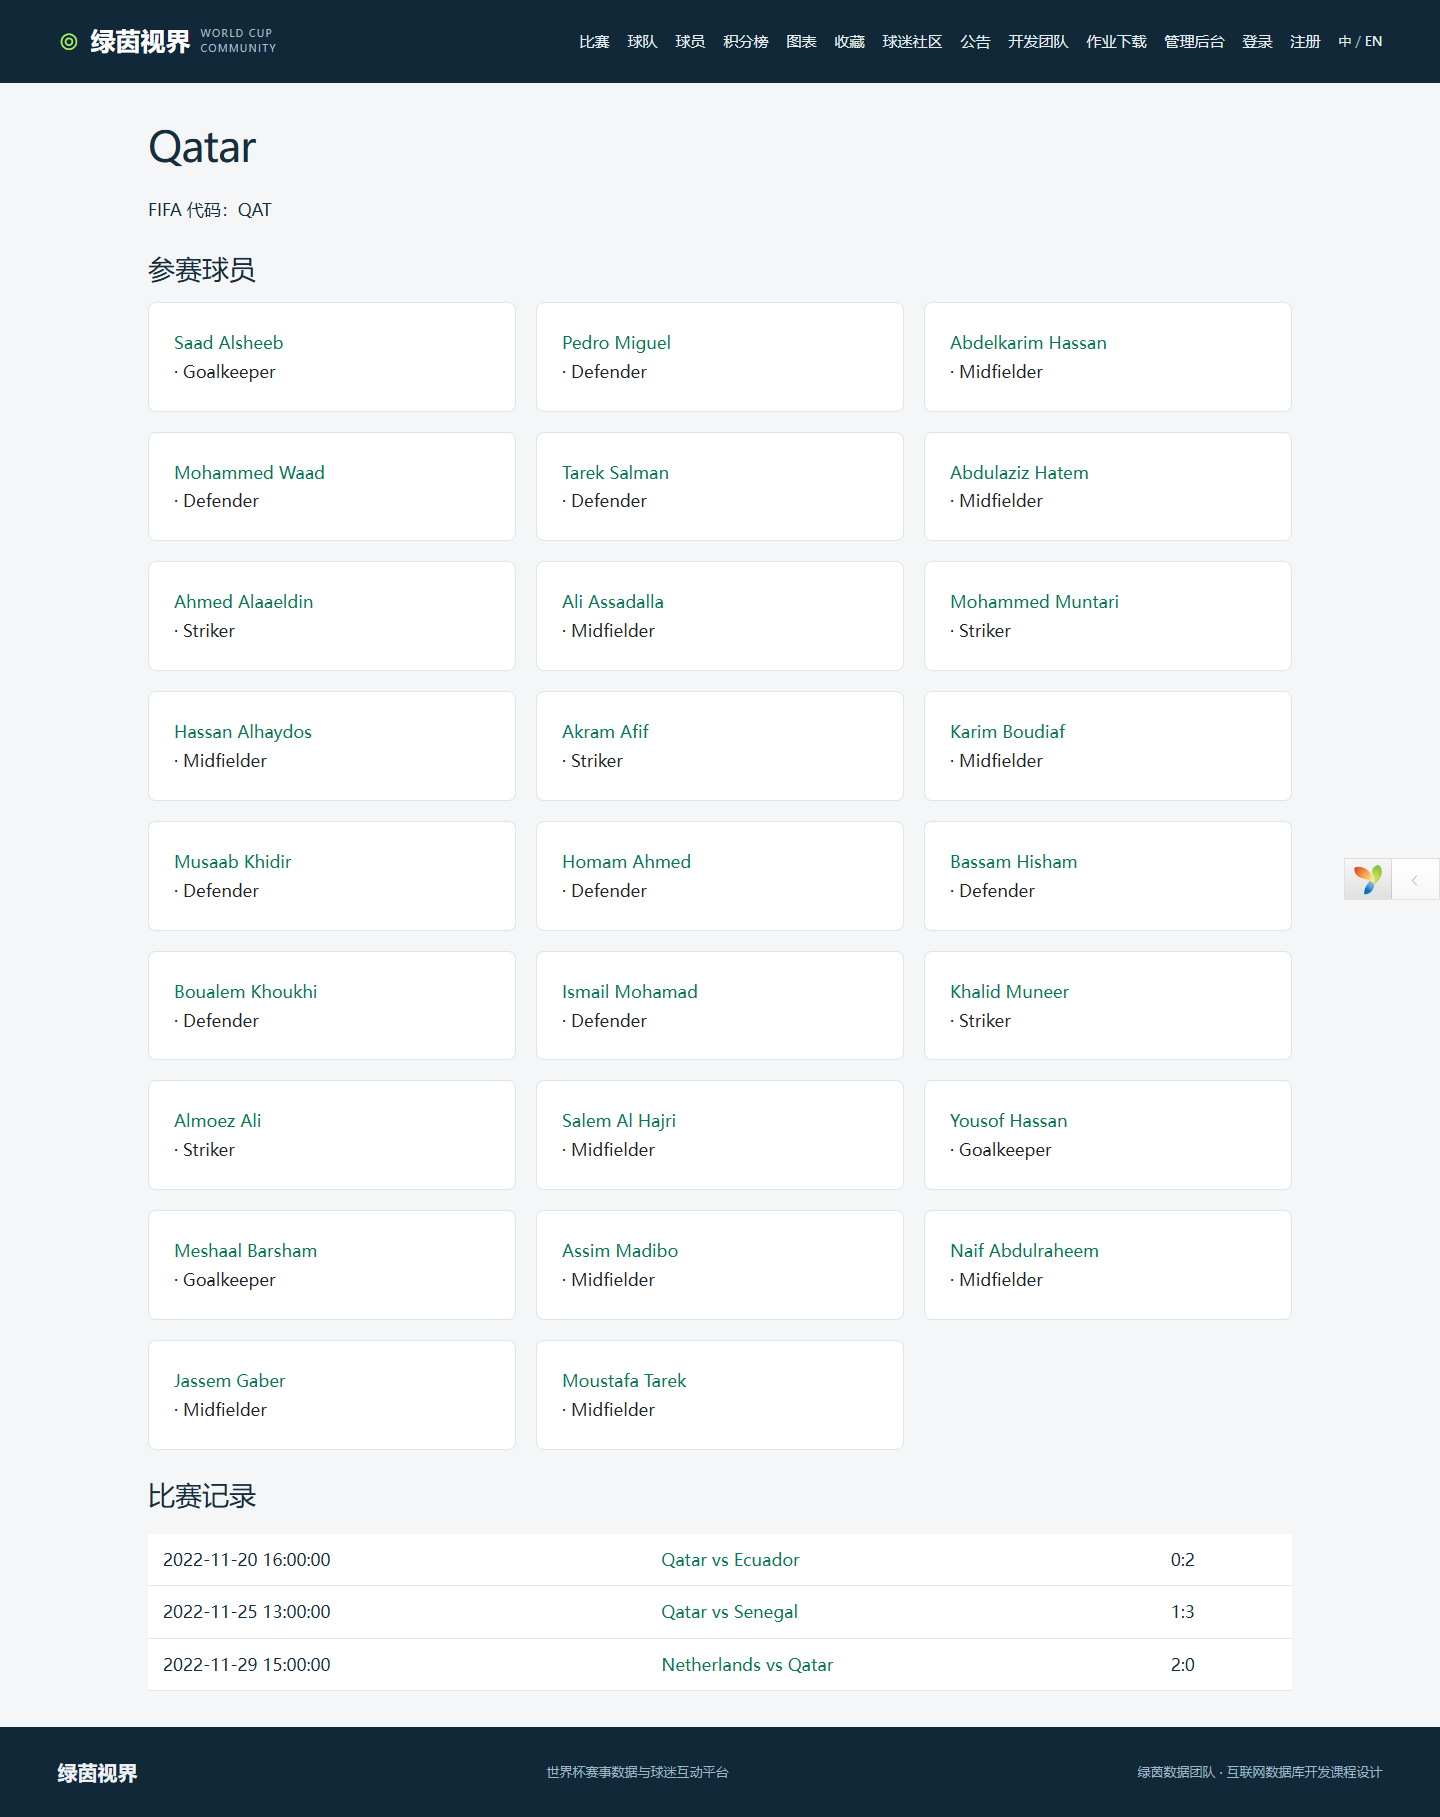 绿茵视界 WORLD CUP COMMUNITY
比赛 球队 球员 积分榜 图表 收藏 球迷社区 公告 开发团队 作业下载 管理后台 登录 注册 中 / EN
Qatar
FIFA 代码：QAT
参赛球员
Saad Alsheeb
· Goalkeeper
Pedro Miguel
· Defender
Abdelkarim Hassan
· Midfielder
Mohammed Waad
· Defender
Tarek Salman
· Defender
Abdulaziz Hatem
· Midfielder
Ahmed Alaaeldin
· Striker
Ali Assadalla
· Midfielder
Mohammed Muntari
· Striker
Hassan Alhaydos
· Midfielder
Akram Afif
· Striker
Karim Boudiaf
· Midfielder
Musaab Khidir
· Defender
Homam Ahmed
· Defender
Bassam Hisham
· Defender
Boualem Khoukhi
· Defender
Ismail Mohamad
· Defender
Khalid Muneer
· Striker
Almoez Ali
· Striker
Salem Al Hajri
· Midfielder
Yousof Hassan
· Goalkeeper
Meshaal Barsham
· Goalkeeper
Assim Madibo
· Midfielder
Naif Abdulraheem
· Midfielder
Jassem Gaber
· Midfielder
Moustafa Tarek
· Midfielder
比赛记录
2022-11-20 16:00:00 Qatar vs Ecuador 0:2
2022-11-25 13:00:00 Qatar vs Senegal 1:3
2022-11-29 15:00:00 Netherlands vs Qatar 2:0
绿茵视界 世界杯赛事数据与球迷互动平台 绿茵数据团队 · 互联网数据库开发课程设计